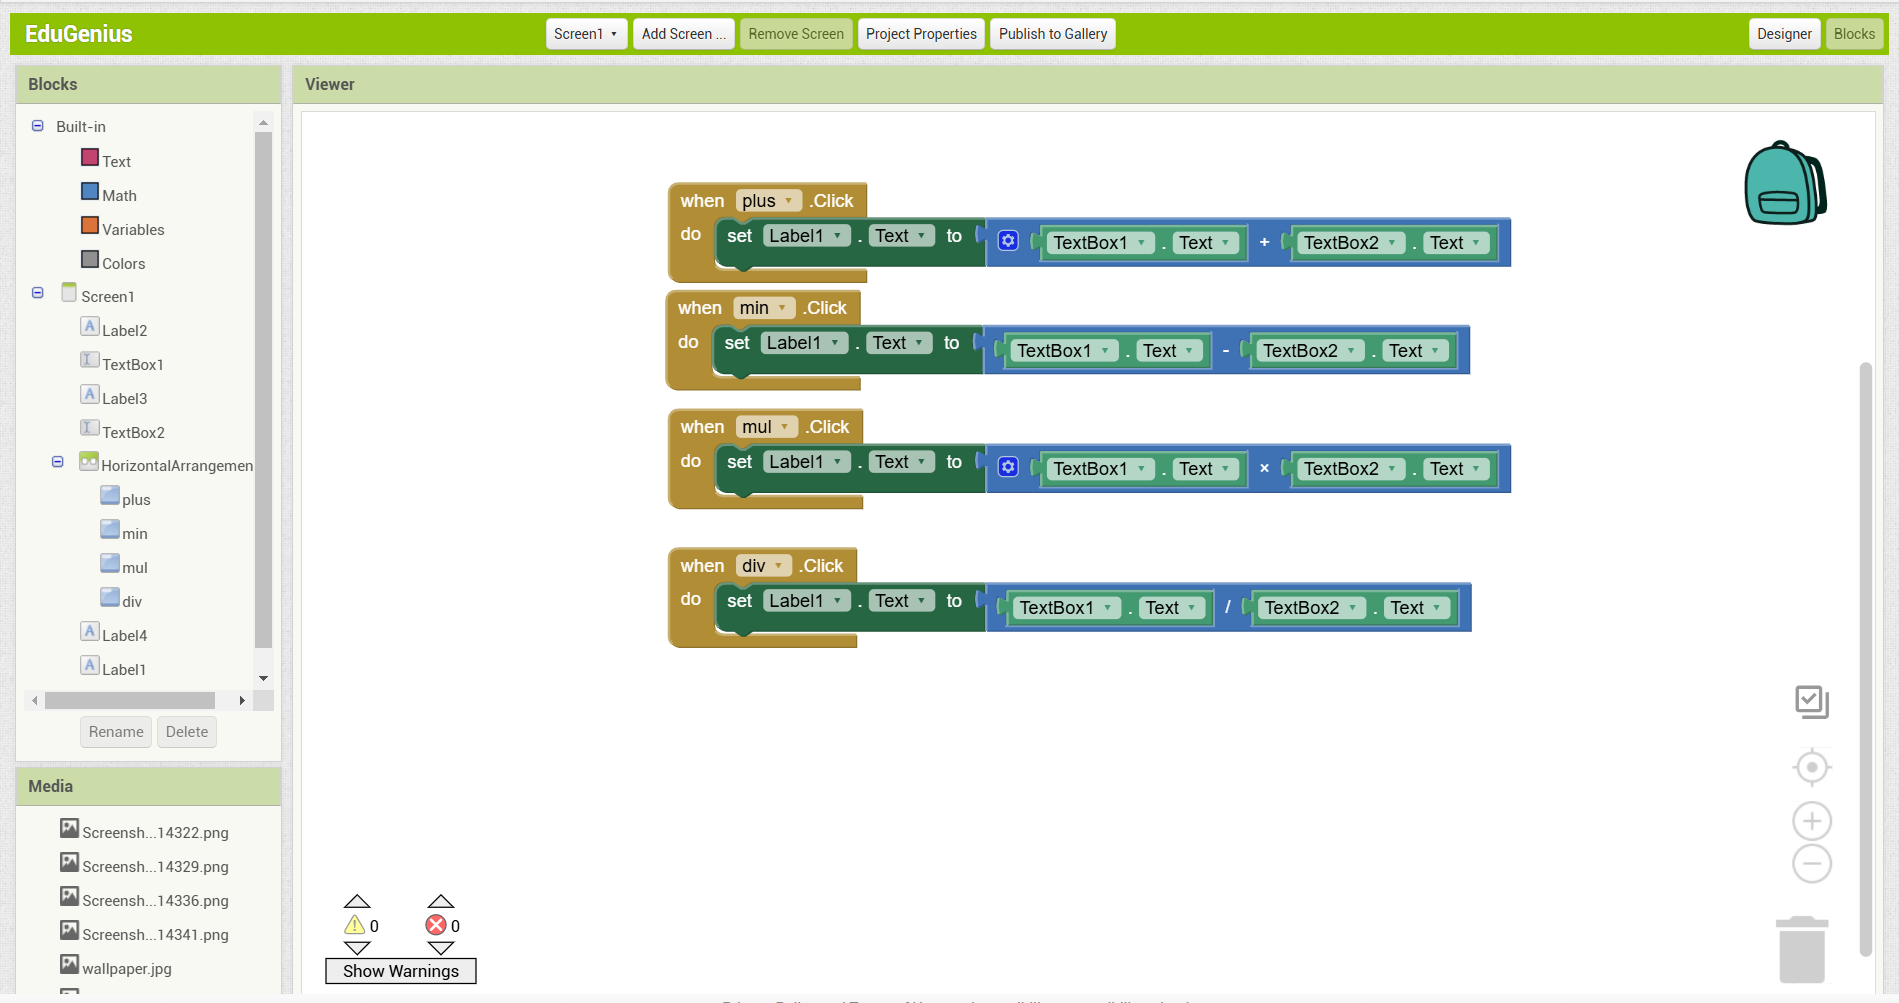 EduGenius
Screen1
Add Screen ...
Remove Screen
Project Properties
Publish to Gallery
Designer
Blocks
Blocks
Built-in
Text
Math
Variables
Colors
Screen1
Label2
TextBox1
Label3
TextBox2
HorizontalArrangemen
plus
min
mul
div
Label4
Label1
Rename
Delete
Media
Screensh...14322.png
Screensh...14329.png
Screensh...14336.png
Screensh...14341.png
wallpaper.jpg
Viewer
when plus .Click
do set Label1 . Text to TextBox1 . Text + TextBox2 . Text
when min .Click
do set Label1 . Text to TextBox1 . Text - TextBox2 . Text
when mul .Click
do set Label1 . Text to TextBox1 . Text × TextBox2 . Text
when div .Click
do set Label1 . Text to TextBox1 . Text / TextBox2 . Text
0 0
Show Warnings